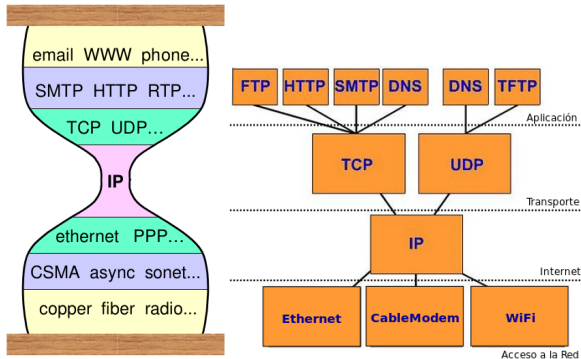 email WWW phone...
SMTP HTTP RTP...
TCP UDP...
IP
ethernet PPP...
CSMA async sonet...
copper fiber radio...
FTP HTTP SMTP DNS DNS TFTP
Aplicación
TCP UDP
Transporte
IP
Internet
Ethernet CableModem WiFi
Acceso a la Red